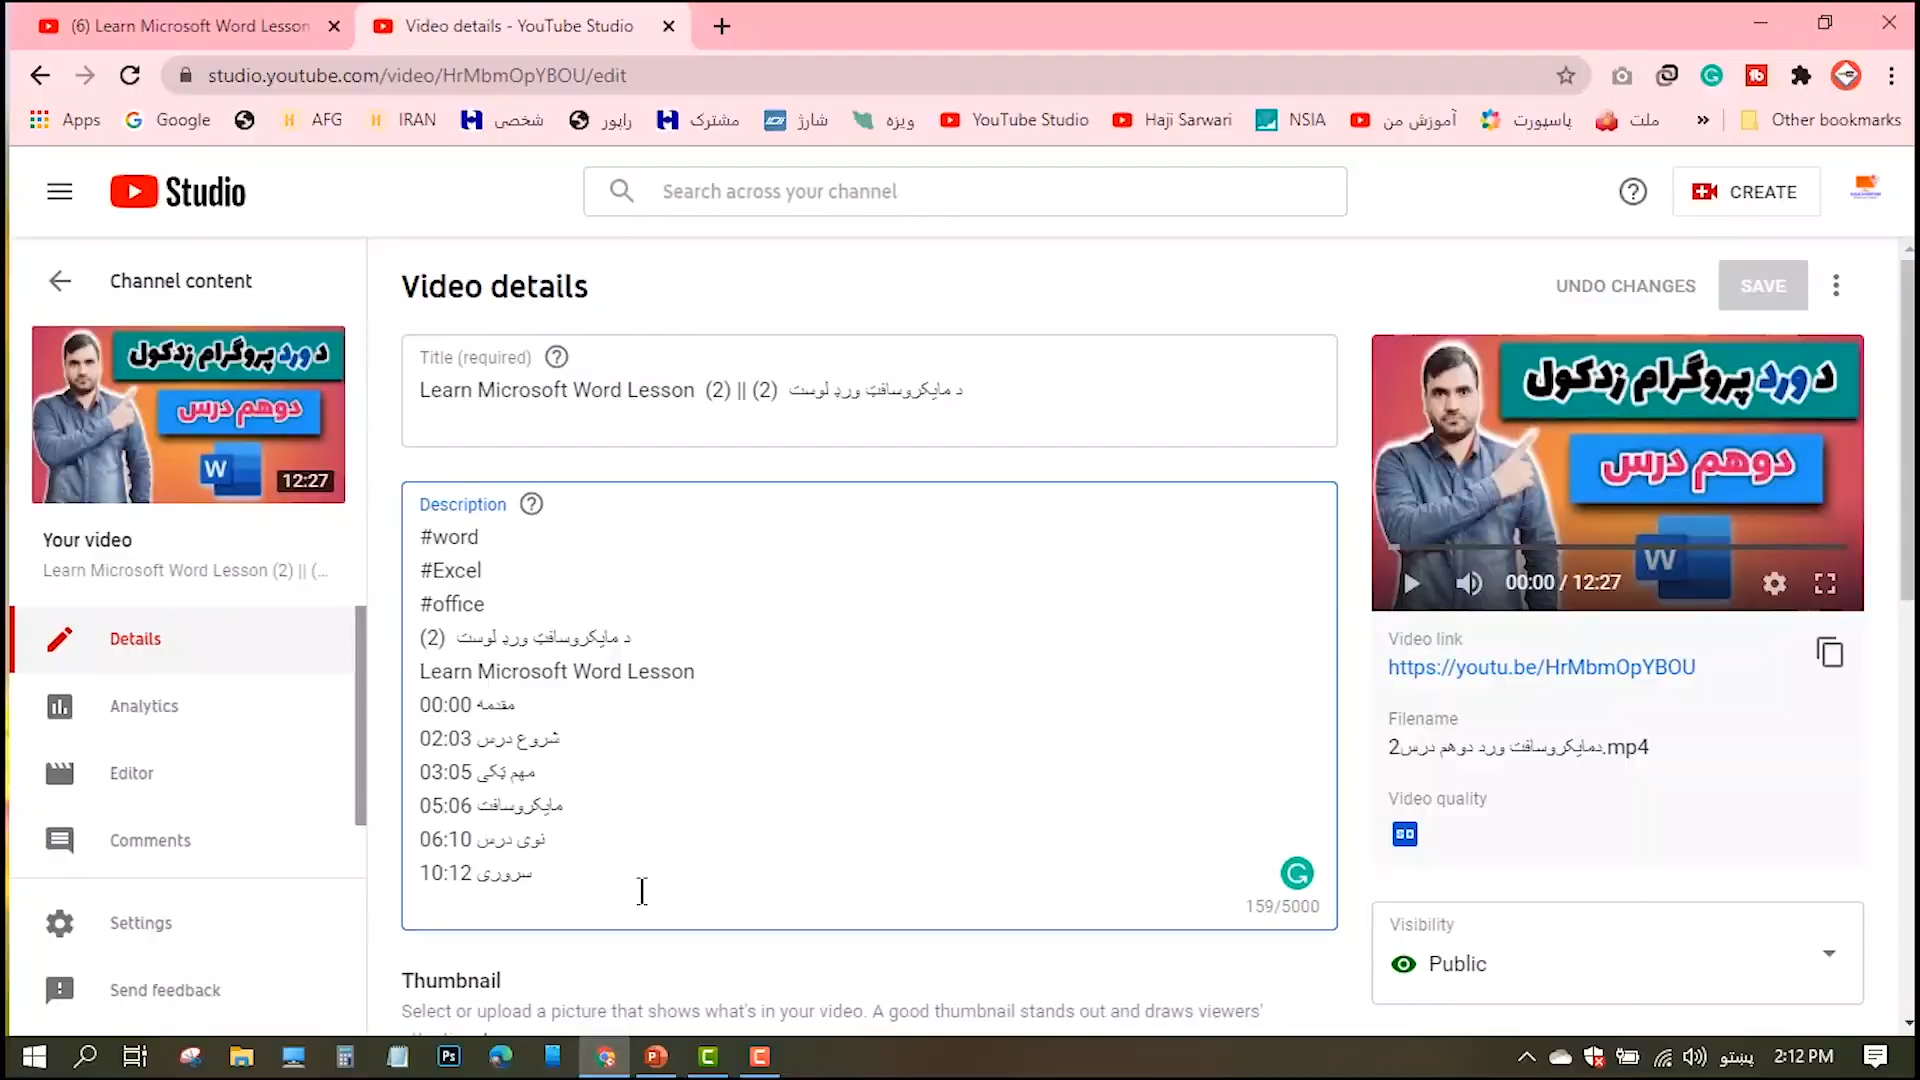 (6) Learn Microsoft Word Lesson
Video details - YouTube Studio
studio.youtube.com/video/HrMbmOpYBOU/edit
Apps
Google
AFG
IRAN
شخصی
راپور
مشترک
شارژ
ویزه
YouTube Studio
Haji Sarwari
NSIA
آموزش من
پاسپورت
ملت
»
Other bookmarks
Studio
Search across your channel
CREATE
Channel content
د ورد پروگرام زدکول
دوهم درس
W
12:27
Your video
Learn Microsoft Word Lesson (2) || (...
Details
Analytics
Editor
Comments
Settings
Send feedback
Video details
UNDO CHANGES
SAVE
Title (required)
Learn Microsoft Word Lesson (2) || (2) د مایکروسافټ ورډ لوست
Description
#word
#Excel
#office
(2) د مایکروسافټ ورډ لوست
Learn Microsoft Word Lesson
00:00 مقدمه
02:03 شروع درس
03:05 مهم ټکی
05:06 مایکروسافت
06:10 نوی درس
10:12 سروری
159/5000
Thumbnail
Select or upload a picture that shows what's in your video. A good thumbnail stands out and draws viewers'
د ورد پروگرام زدکول
دوهم درس
W
00:00 / 12:27
Video link
https://youtu.be/HrMbmOpYBOU
Filename
دمایکروسافت ورد دوهم درس2.mp4
Video quality
SD
Visibility
Public
پښتو
2:12 PM